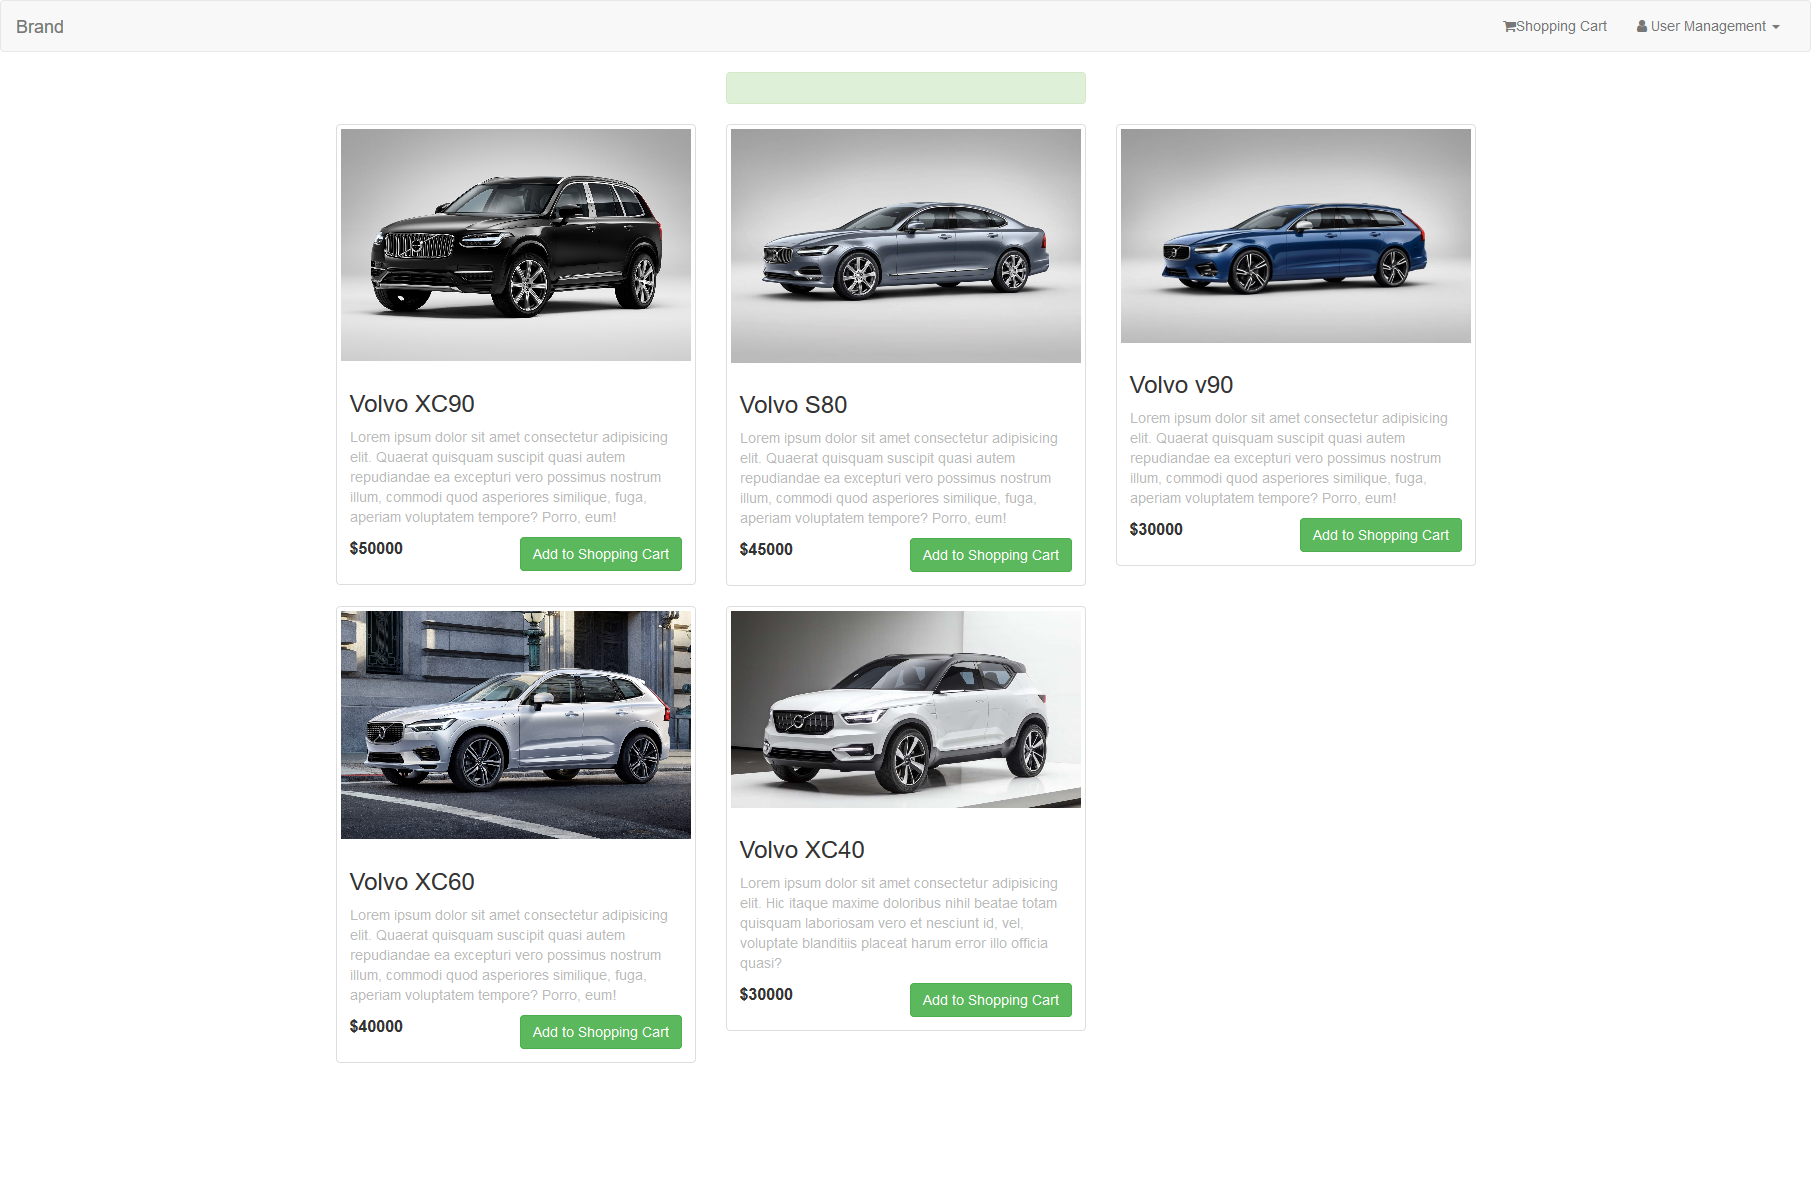 Brand
Shopping Cart
User Management
Volvo XC90
Lorem ipsum dolor sit amet consectetur adipisicing
elit. Quaerat quisquam suscipit quasi autem
repudiandae ea excepturi vero possimus nostrum
illum, commodi quod asperiores similique, fuga,
aperiam voluptatem tempore? Porro, eum!
$50000
Add to Shopping Cart
Volvo S80
Lorem ipsum dolor sit amet consectetur adipisicing
elit. Quaerat quisquam suscipit quasi autem
repudiandae ea excepturi vero possimus nostrum
illum, commodi quod asperiores similique, fuga,
aperiam voluptatem tempore? Porro, eum!
$45000
Add to Shopping Cart
Volvo v90
Lorem ipsum dolor sit amet consectetur adipisicing
elit. Quaerat quisquam suscipit quasi autem
repudiandae ea excepturi vero possimus nostrum
illum, commodi quod asperiores similique, fuga,
aperiam voluptatem tempore? Porro, eum!
$30000
Add to Shopping Cart
Volvo XC60
Lorem ipsum dolor sit amet consectetur adipisicing
elit. Quaerat quisquam suscipit quasi autem
repudiandae ea excepturi vero possimus nostrum
illum, commodi quod asperiores similique, fuga,
aperiam voluptatem tempore? Porro, eum!
$40000
Add to Shopping Cart
Volvo XC40
Lorem ipsum dolor sit amet consectetur adipisicing
elit. Hic itaque maxime doloribus nihil beatae totam
quisquam laboriosam vero et nesciunt id, vel,
voluptate blanditiis placeat harum error illo officia
quasi?
$30000
Add to Shopping Cart